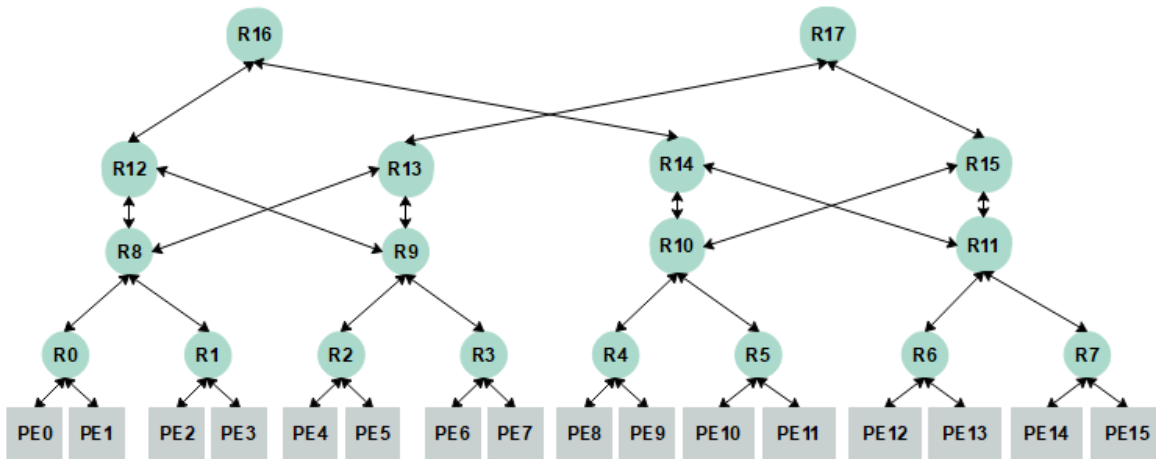 R16 R17
R12 R13 R14 R15
R8 R9 R10 R11
R0 R1 R2 R3 R4 R5 R6 R7
PE0 PE1 PE2 PE3 PE4 PE5 PE6 PE7 PE8 PE9 PE10 PE11 PE12 PE13 PE14 PE15